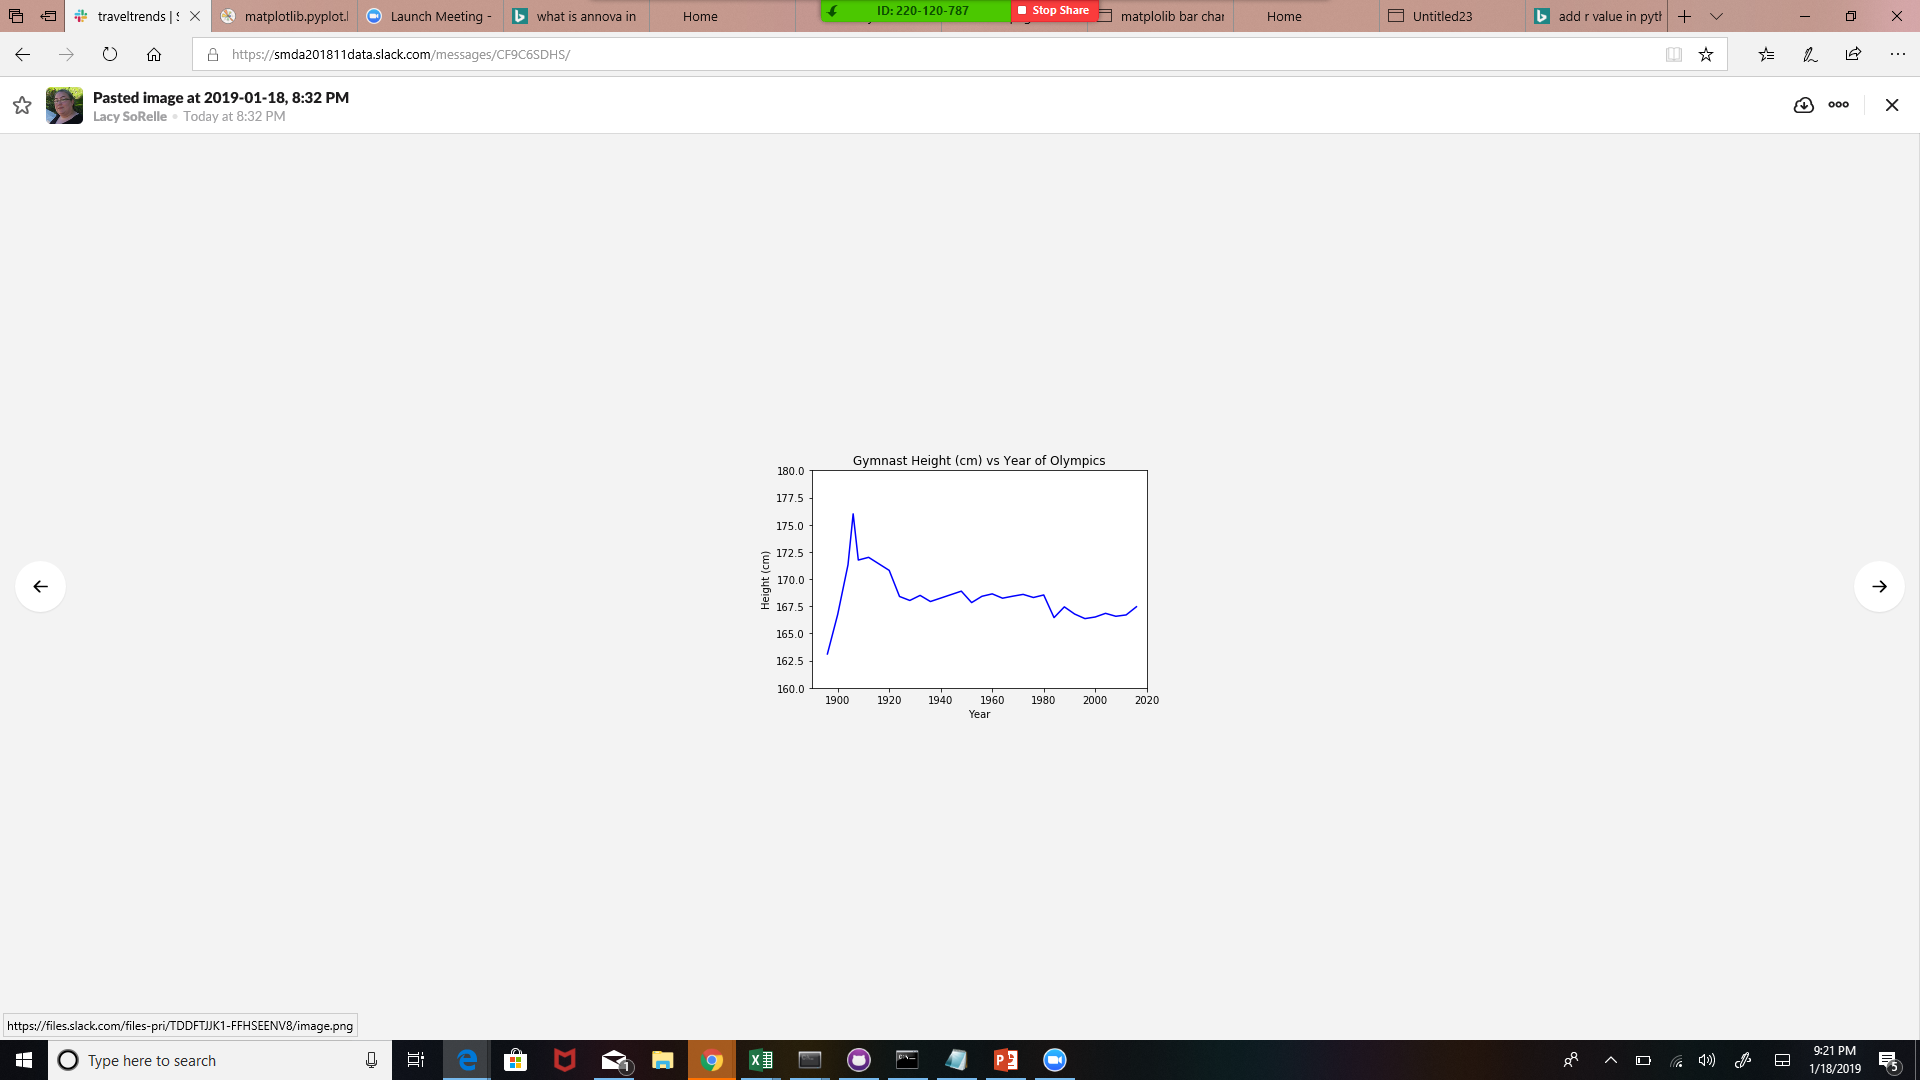 traveltrends | S
matplotlib.pyplot.
Launch Meeting -
what is annova in
Home
ID: 220-120-787
Stop Share
matplolib bar char
Home
Untitled23
add r value in pyth
https://smda201811data.slack.com/messages/CF9C6SDHS/
Pasted image at 2019-01-18, 8:32 PM
Lacy SoRelle • Today at 8:32 PM
Gymnast Height (cm) vs Year of Olympics
180.0
177.5
175.0
172.5
170.0
167.5
165.0
162.5
160.0
Height (cm)
1900 1920 1940 1960 1980 2000 2020
Year
https://files.slack.com/files-pri/TDDFTJJK1-FFHSEENV8/image.png
Type here to search
1
9:21 PM
1/18/2019
5